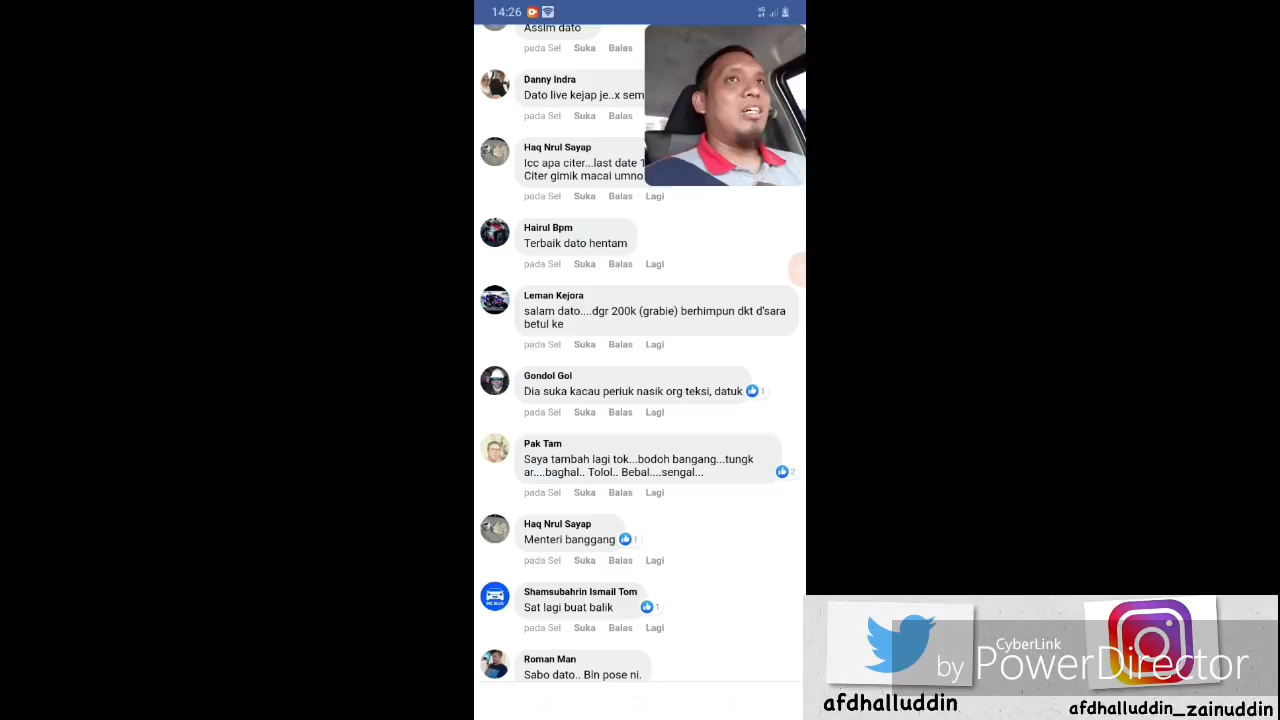 14:26
4G
Assim dato
pada Sel Suka Balas
Danny Indra
Dato live kejap je..x sem
pada Sel Suka Balas
Haq Nrul Sayap
Icc apa citer...last date 1
Citer gimik macai umno
pada Sel Suka Balas Lagi
Hairul Bpm
Terbaik dato hentam
pada Sel Suka Balas Lagi
Leman Kejora
salam dato....dgr 200k (grabie) berhimpun dkt d'sara
betul ke
pada Sel Suka Balas Lagi
Gondol Gol
Dia suka kacau periuk nasik org teksi, datuk 1
pada Sel Suka Balas Lagi
Pak Tam
Saya tambah lagi tok...bodoh bangang...tungk
ar....baghal.. Tolol.. Bebal....sengal... 2
pada Sel Suka Balas Lagi
Haq Nrul Sayap
Menteri banggang 1
pada Sel Suka Balas Lagi
Shamsubahrin Ismail Tom
Sat lagi buat balik 1
pada Sel Suka Balas Lagi
Roman Man
Sabo dato.. Bln pose ni.
CyberLink
by PowerDirector
afdhalluddin
afdhalluddin_zainuddin